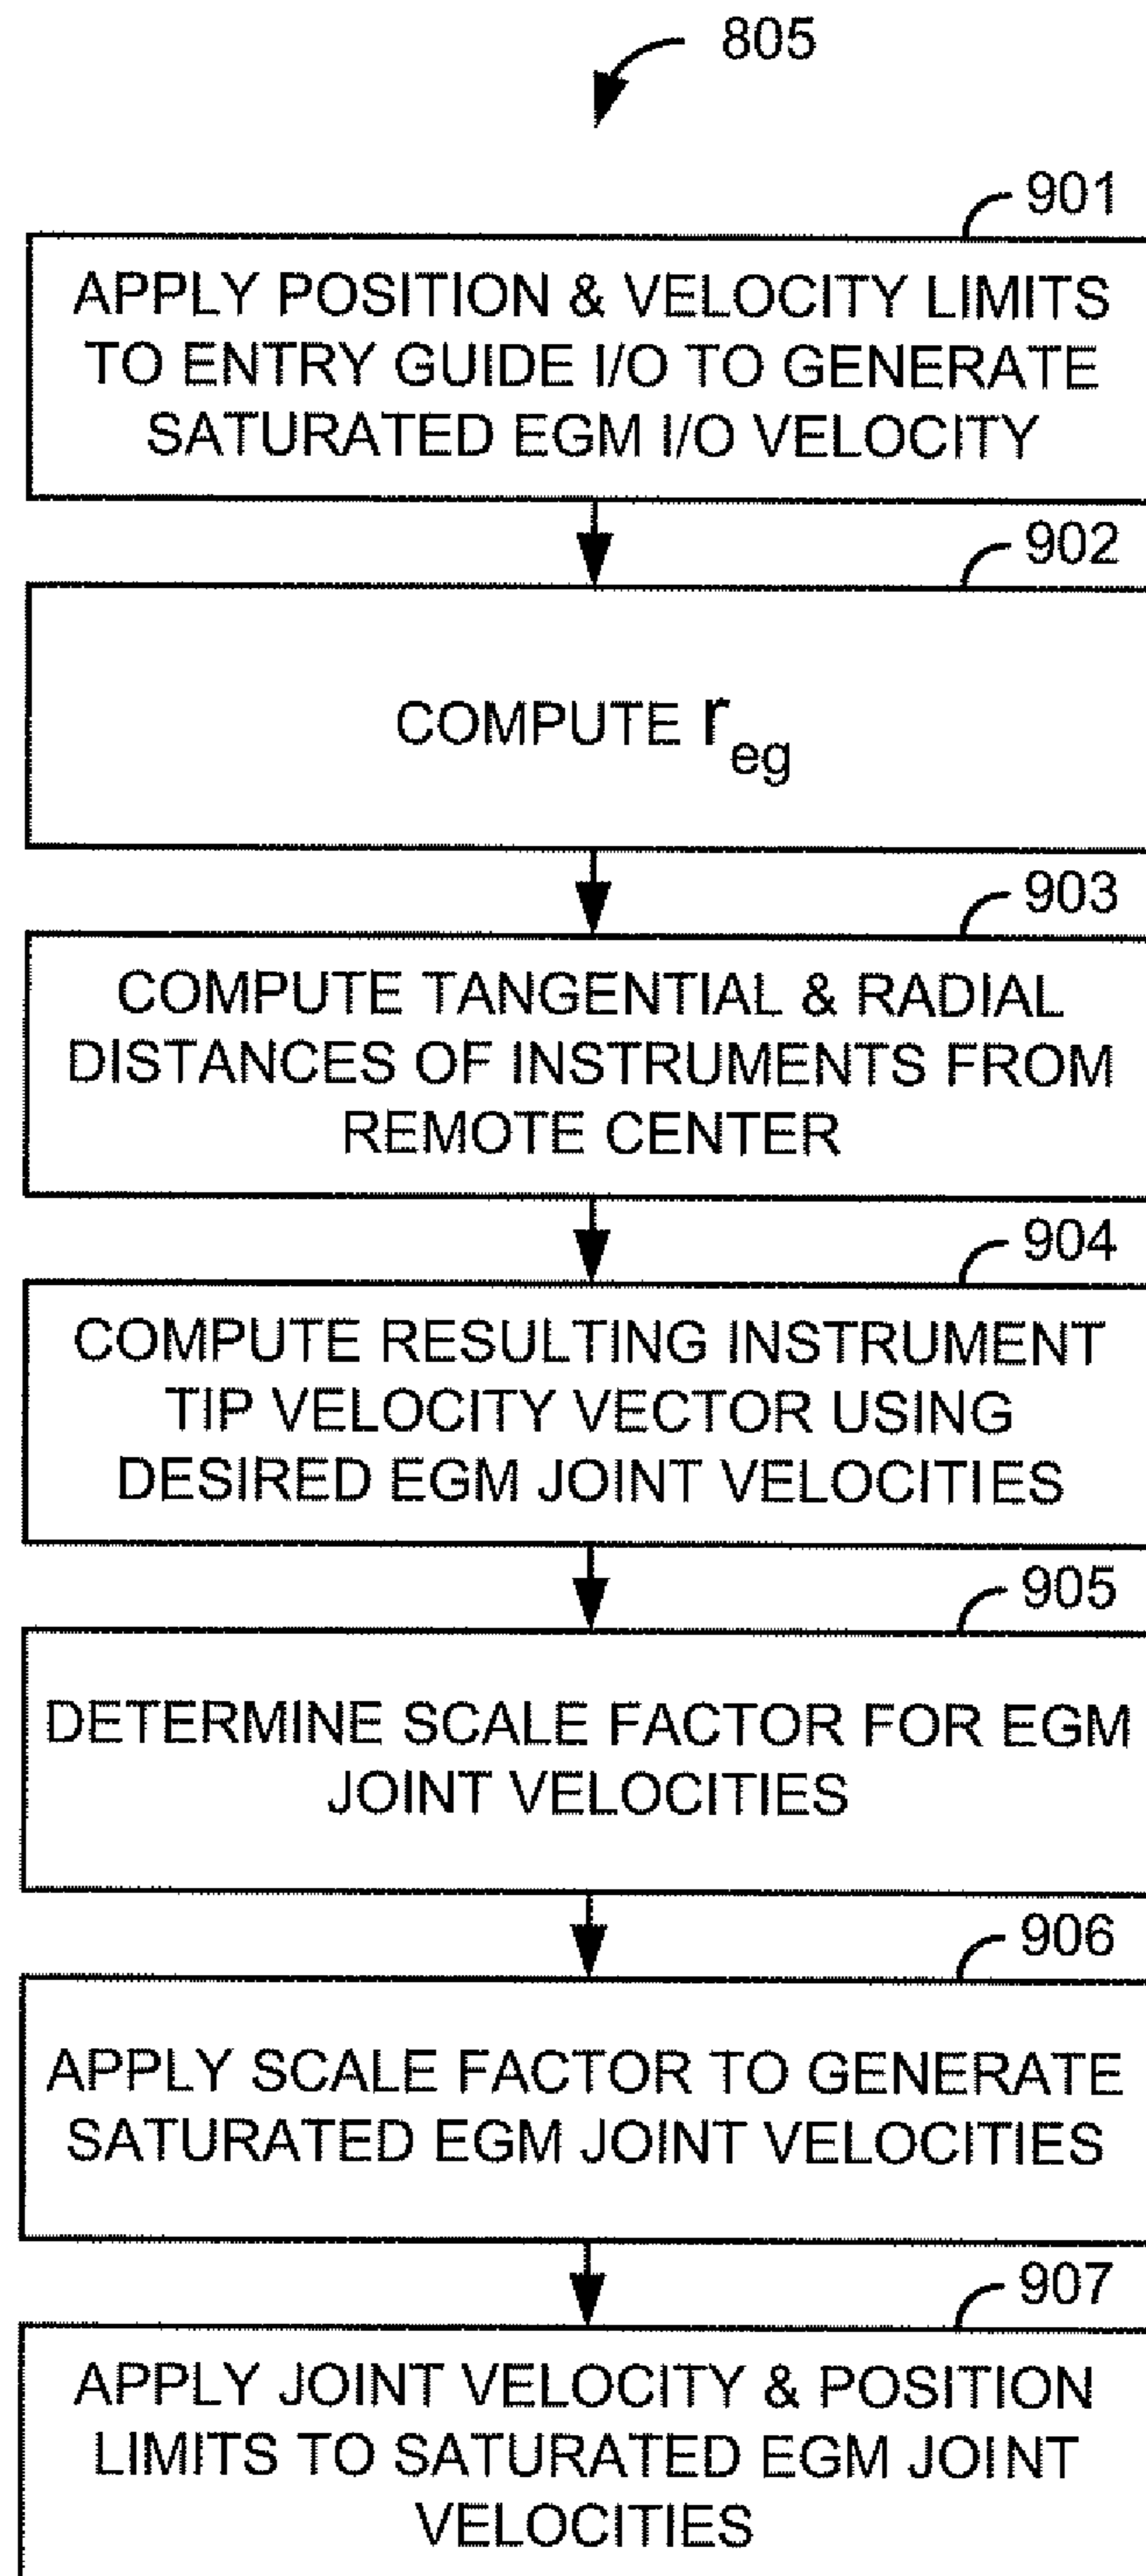 805
901
APPLY POSITION & VELOCITY LIMITS
TO ENTRY GUIDE I/O TO GENERATE
SATURATED EGM I/O VELOCITY
902
COMPUTE r_eg
903
COMPUTE TANGENTIAL & RADIAL
DISTANCES OF INSTRUMENTS FROM
REMOTE CENTER
904
COMPUTE RESULTING INSTRUMENT
TIP VELOCITY VECTOR USING
DESIRED EGM JOINT VELOCITIES
905
DETERMINE SCALE FACTOR FOR EGM
JOINT VELOCITIES
906
APPLY SCALE FACTOR TO GENERATE
SATURATED EGM JOINT VELOCITIES
907
APPLY JOINT VELOCITY & POSITION
LIMITS TO SATURATED EGM JOINT
VELOCITIES